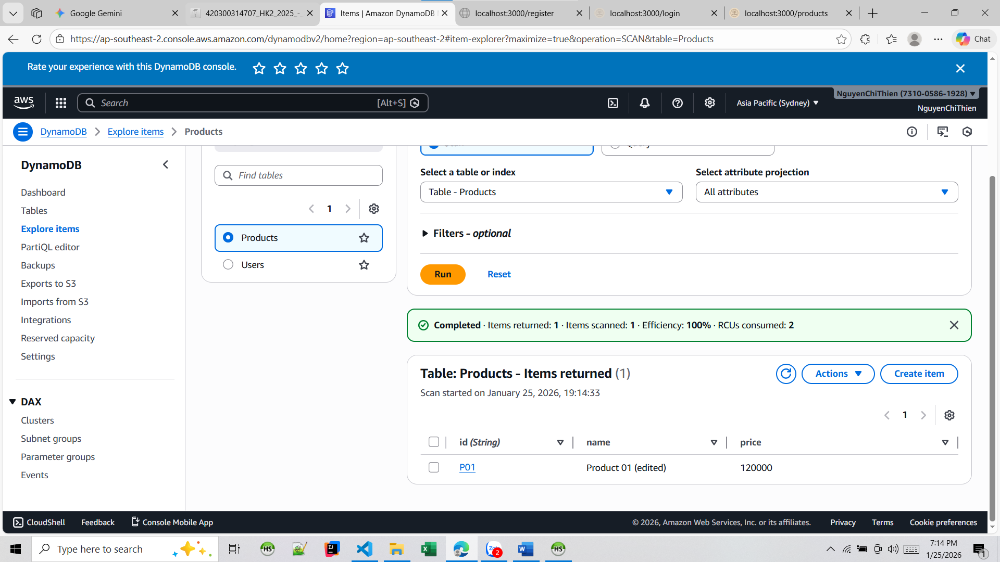 Google Gemini
420300314707_HK2_2025_-_
Items | Amazon DynamoDB
localhost:3000/register
localhost:3000/login
localhost:3000/products
https://ap-southeast-2.console.aws.amazon.com/dynamodbv2/home?region=ap-southeast-2#item-explorer?maximize=true&operation=SCAN&table=Products
Chat
Rate your experience with this DynamoDB console.
aws
Search
[Alt+S]
Asia Pacific (Sydney)
NguyenChiThien (7310-0586-1928)
NguyenChiThien
DynamoDB
Explore items
Products
DynamoDB
Dashboard
Tables
Explore items
PartiQL editor
Backups
Exports to S3
Imports from S3
Integrations
Reserved capacity
Settings
DAX
Clusters
Subnet groups
Parameter groups
Events
Find tables
1
Products
Users
Scan
Query
Select a table or index
Table - Products
Select attribute projection
All attributes
Filters - optional
Run
Reset
Completed · Items returned: 1 · Items scanned: 1 · Efficiency: 100% · RCUs consumed: 2
Table: Products - Items returned (1)
Actions
Create item
Scan started on January 25, 2026, 19:14:33
1
id (String)
name
price
P01
Product 01 (edited)
120000
CloudShell
Feedback
Console Mobile App
© 2026, Amazon Web Services, Inc. or its affiliates.
Privacy
Terms
Cookie preferences
Type here to search
HS
2
HS
7:14 PM
1/25/2026
1